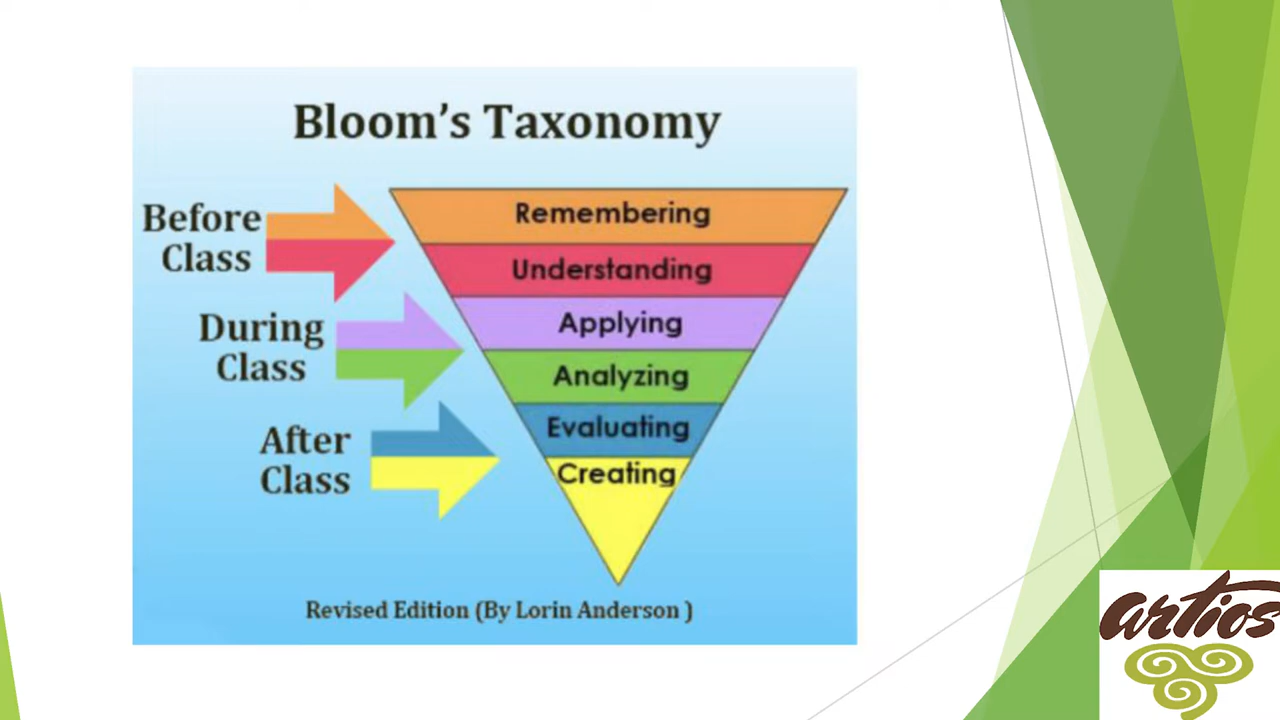 Bloom's Taxonomy
Before
Class
Remembering
Understanding
During
Class
Applying
Analyzing
After
Class
Evaluating
Creating
Revised Edition (By Lorin Anderson )
artios